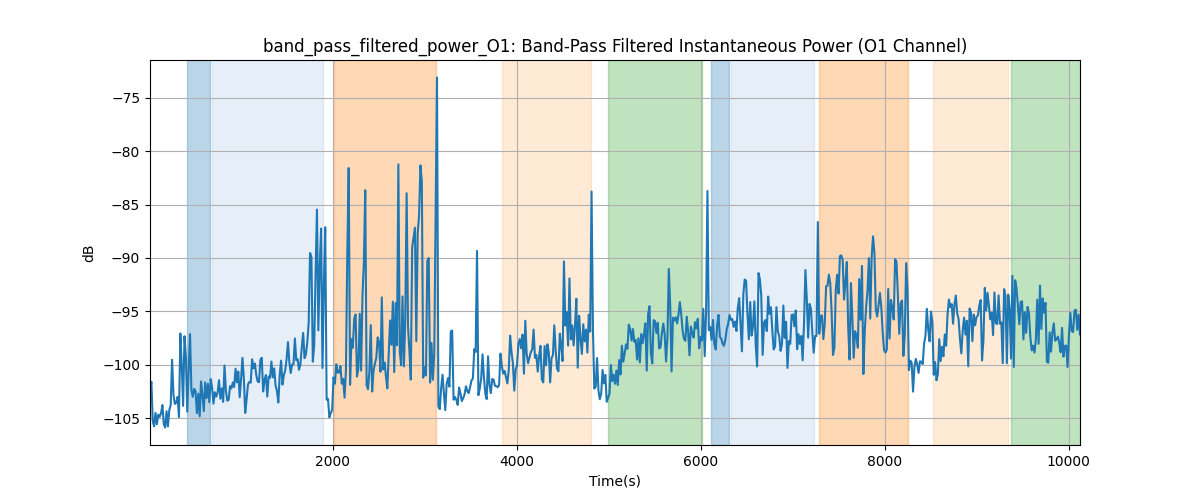 band_pass_filtered_power_O1: Band-Pass Filtered Instantaneous Power (O1 Channel)
dB
−75
−80
−85
−90
−95
−100
−105
2000 4000 6000 8000 10000
Time(s)